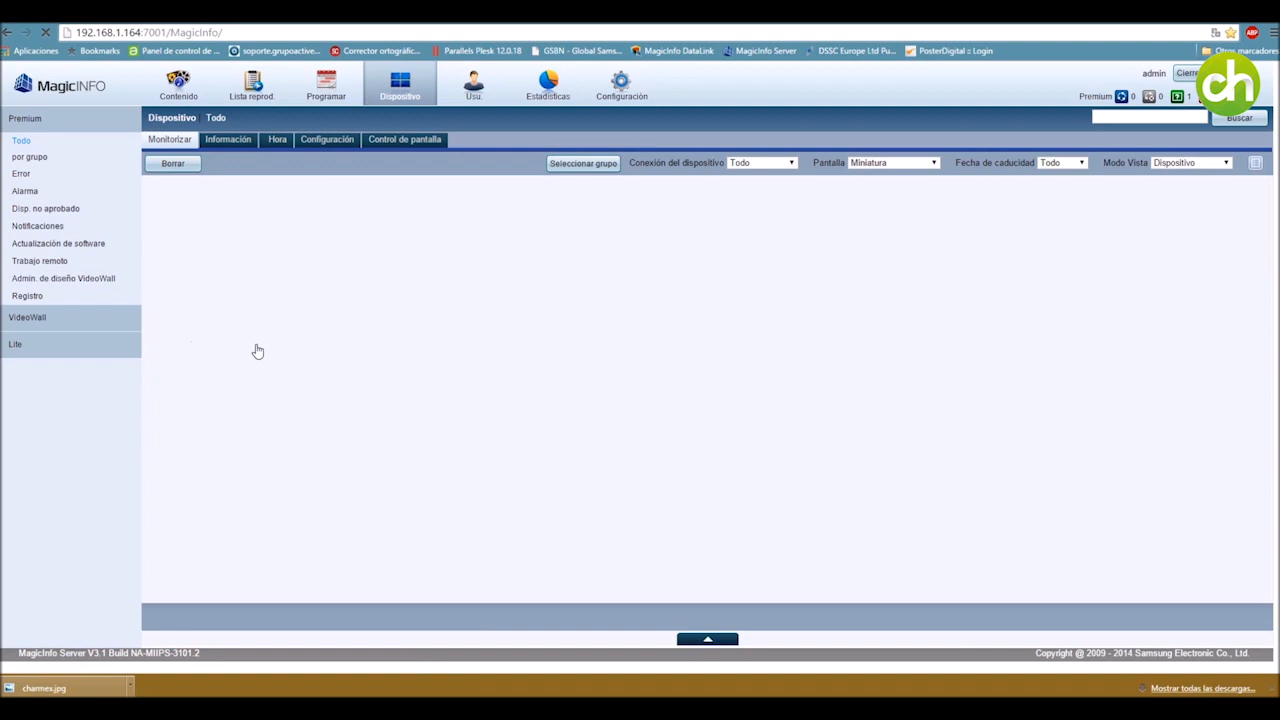 192.168.1.164:7001/MagicInfo/
ABP
Aplicaciones Bookmarks Panel de control de ... soporte.grupoactive... Corrector ortográfic... Parallels Plesk 12.0.18 GSBN - Global Sams... MagicInfo DataLink MagicInfo Server DSSC Europe Ltd Pu... PosterDigital :: Login Otros marcadores
MagicINFO
Contenido Lista reprod. Programar Dispositivo Usu. Estadísticas Configuración
admin Cierre
Premium 0 0 1
ch
Premium
Dispositivo Todo
Buscar
Todo
por grupo
Error
Alarma
Disp. no aprobado
Notificaciones
Actualización de software
Trabajo remoto
Admin. de diseño VideoWall
Registro
VideoWall
Lite
Monitorizar Información Hora Configuración Control de pantalla
Borrar Seleccionar grupo Conexión del dispositivo Todo Pantalla Miniatura Fecha de caducidad Todo Modo Vista Dispositivo
MagicInfo Server V3.1 Build NA-MIIPS-3101.2 Copyright @ 2009 - 2014 Samsung Electronic Co., Ltd.
charmex.jpg Mostrar todas las descargas...